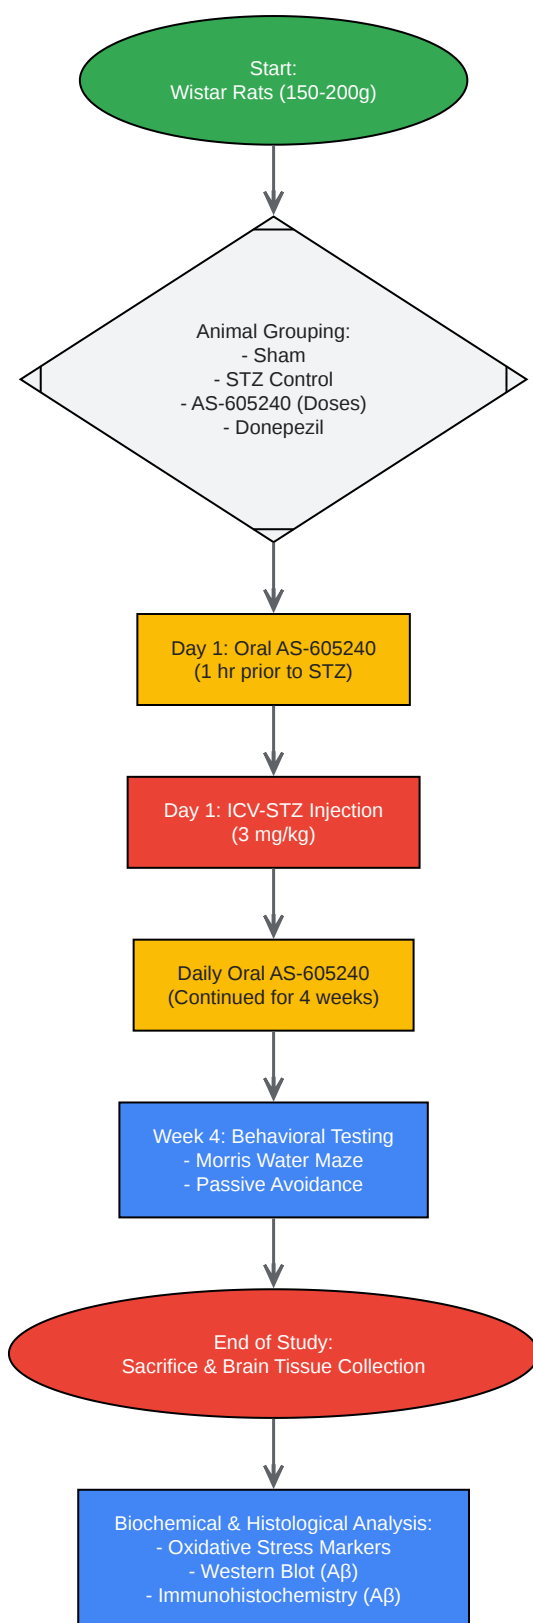 Start:
Wistar Rats (150-200g)
Animal Grouping:
- Sham
- STZ Control
- AS-605240 (Doses)
- Donepezil
Day 1: Oral AS-605240
(1 hr prior to STZ)
Day 1: ICV-STZ Injection
(3 mg/kg)
Daily Oral AS-605240
(Continued for 4 weeks)
Week 4: Behavioral Testing
- Morris Water Maze
- Passive Avoidance
End of Study:
Sacrifice & Brain Tissue Collection
Biochemical & Histological Analysis:
- Oxidative Stress Markers
- Western Blot (Aβ)
- Immunohistochemistry (Aβ)